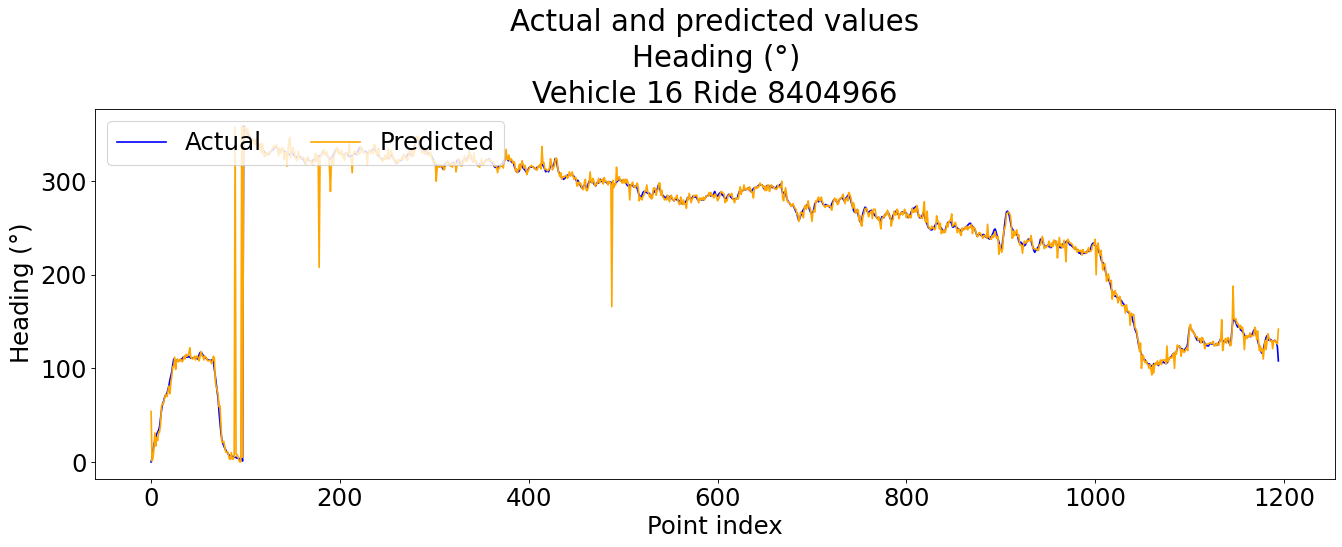 Actual and predicted values
Heading (°)
Vehicle 16 Ride 8404966
Actual Predicted
Heading (°)
300
200
100
0
0 200 400 600 800 1000 1200
Point index